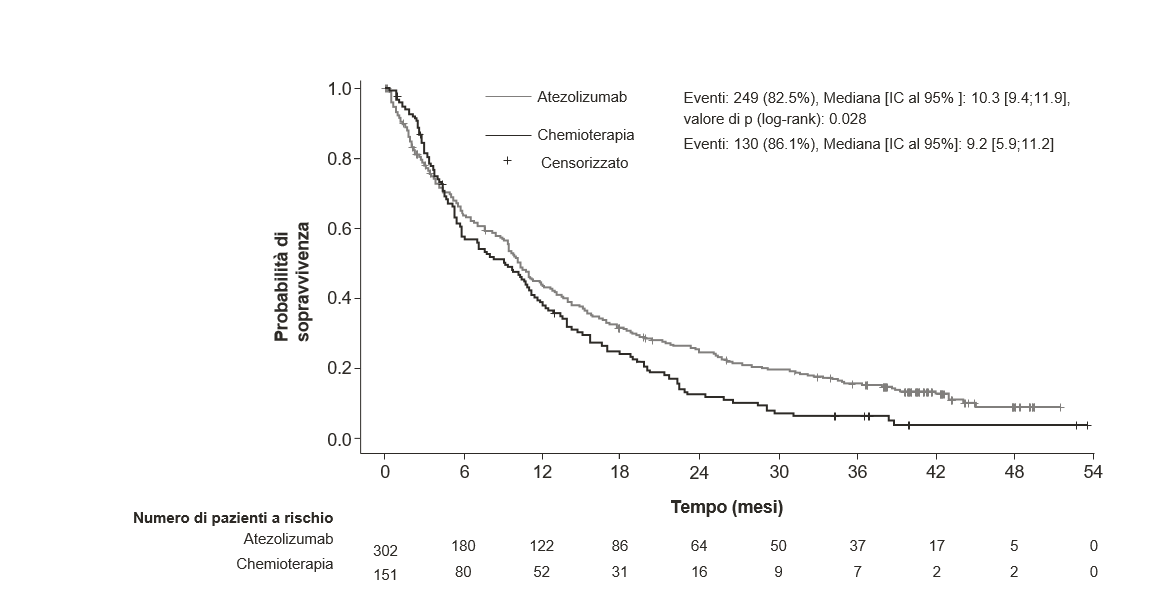 Atezolizumab
Eventi: 249 (82.5%), Mediana [IC al 95% ]: 10.3 [9.4;11.9],
valore di p (log-rank): 0.028
Chemioterapia
Eventi: 130 (86.1%), Mediana [IC al 95%]: 9.2 [5.9;11.2]
+ Censorizzato
Probabilità di
sopravvivenza
1.0
0.8
0.6
0.4
0.2
0.0
0 6 12 18 24 30 36 42 48 54
Tempo (mesi)
Numero di pazienti a rischio
Atezolizumab 302 180 122 86 64 50 37 17 5 0
Chemioterapia 151 80 52 31 16 9 7 2 2 0